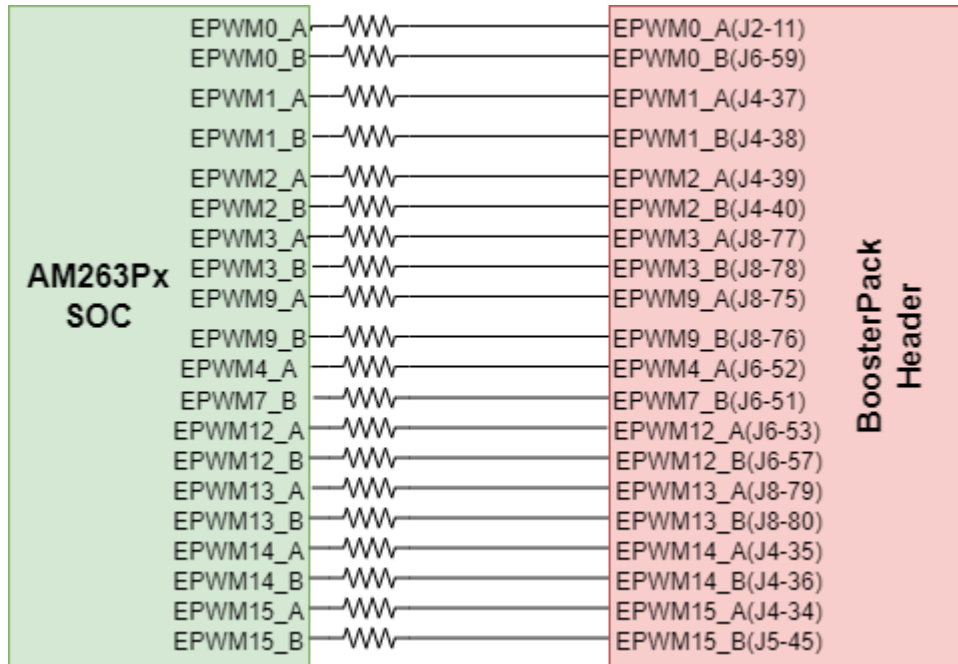 EPWM0_A EPWM0_A(J2-11)
EPWM0_B EPWM0_B(J6-59)
EPWM1_A EPWM1_A(J4-37)
EPWM1_B EPWM1_B(J4-38)
EPWM2_A EPWM2_A(J4-39)
EPWM2_B EPWM2_B(J4-40)
EPWM3_A EPWM3_A(J8-77)
EPWM3_B EPWM3_B(J8-78)
EPWM9_A EPWM9_A(J8-75)
EPWM9_B EPWM9_B(J8-76)
EPWM4_A EPWM4_A(J6-52)
EPWM7_B EPWM7_B(J6-51)
EPWM12_A EPWM12_A(J6-53)
EPWM12_B EPWM12_B(J6-57)
EPWM13_A EPWM13_A(J8-79)
EPWM13_B EPWM13_B(J8-80)
EPWM14_A EPWM14_A(J4-35)
EPWM14_B EPWM14_B(J4-36)
EPWM15_A EPWM15_A(J4-34)
EPWM15_B EPWM15_B(J5-45)
AM263Px
SOC
BoosterPack
Header